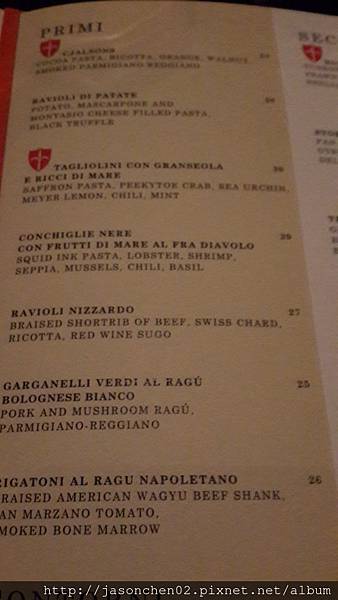 PRIMI
CJALSONS
COCOA PASTA, RICOTTA, ORANGE, WALNUT
SMOKED PARMIGIANO-REGGIANO
RAVIOLI DI PATATE
POTATO, MASCARPONE AND
MONTASIO CHEESE FILLED PASTA,
BLACK TRUFFLE
TAGLIOLINI CON GRANSEOLA
E RICCI DI MARE
SAFFRON PASTA, PEEKYTOE CRAB, SEA URCHIN,
MEYER LEMON, CHILI, MINT
CONCHIGLIE NERE 29
CON FRUTTI DI MARE AL FRA DIAVOLO
SQUID INK PASTA, LOBSTER, SHRIMP,
SEPPIA, MUSSELS, CHILI, BASIL
RAVIOLI NIZZARDO 27
BRAISED SHORTRIB OF BEEF, SWISS CHARD,
RICOTTA, RED WINE SUGO
GARGANELLI VERDI AL RAGÚ 25
BOLOGNESE BIANCO
PORK AND MUSHROOM RAGÚ,
PARMIGIANO-REGGIANO
RIGATONI AL RAGU NAPOLETANO 26
RAISED AMERICAN WAGYU BEEF SHANK,
AN MARZANO TOMATO,
MOKED BONE MARROW
SEC
http://jasonchen02.pixnet.net/album